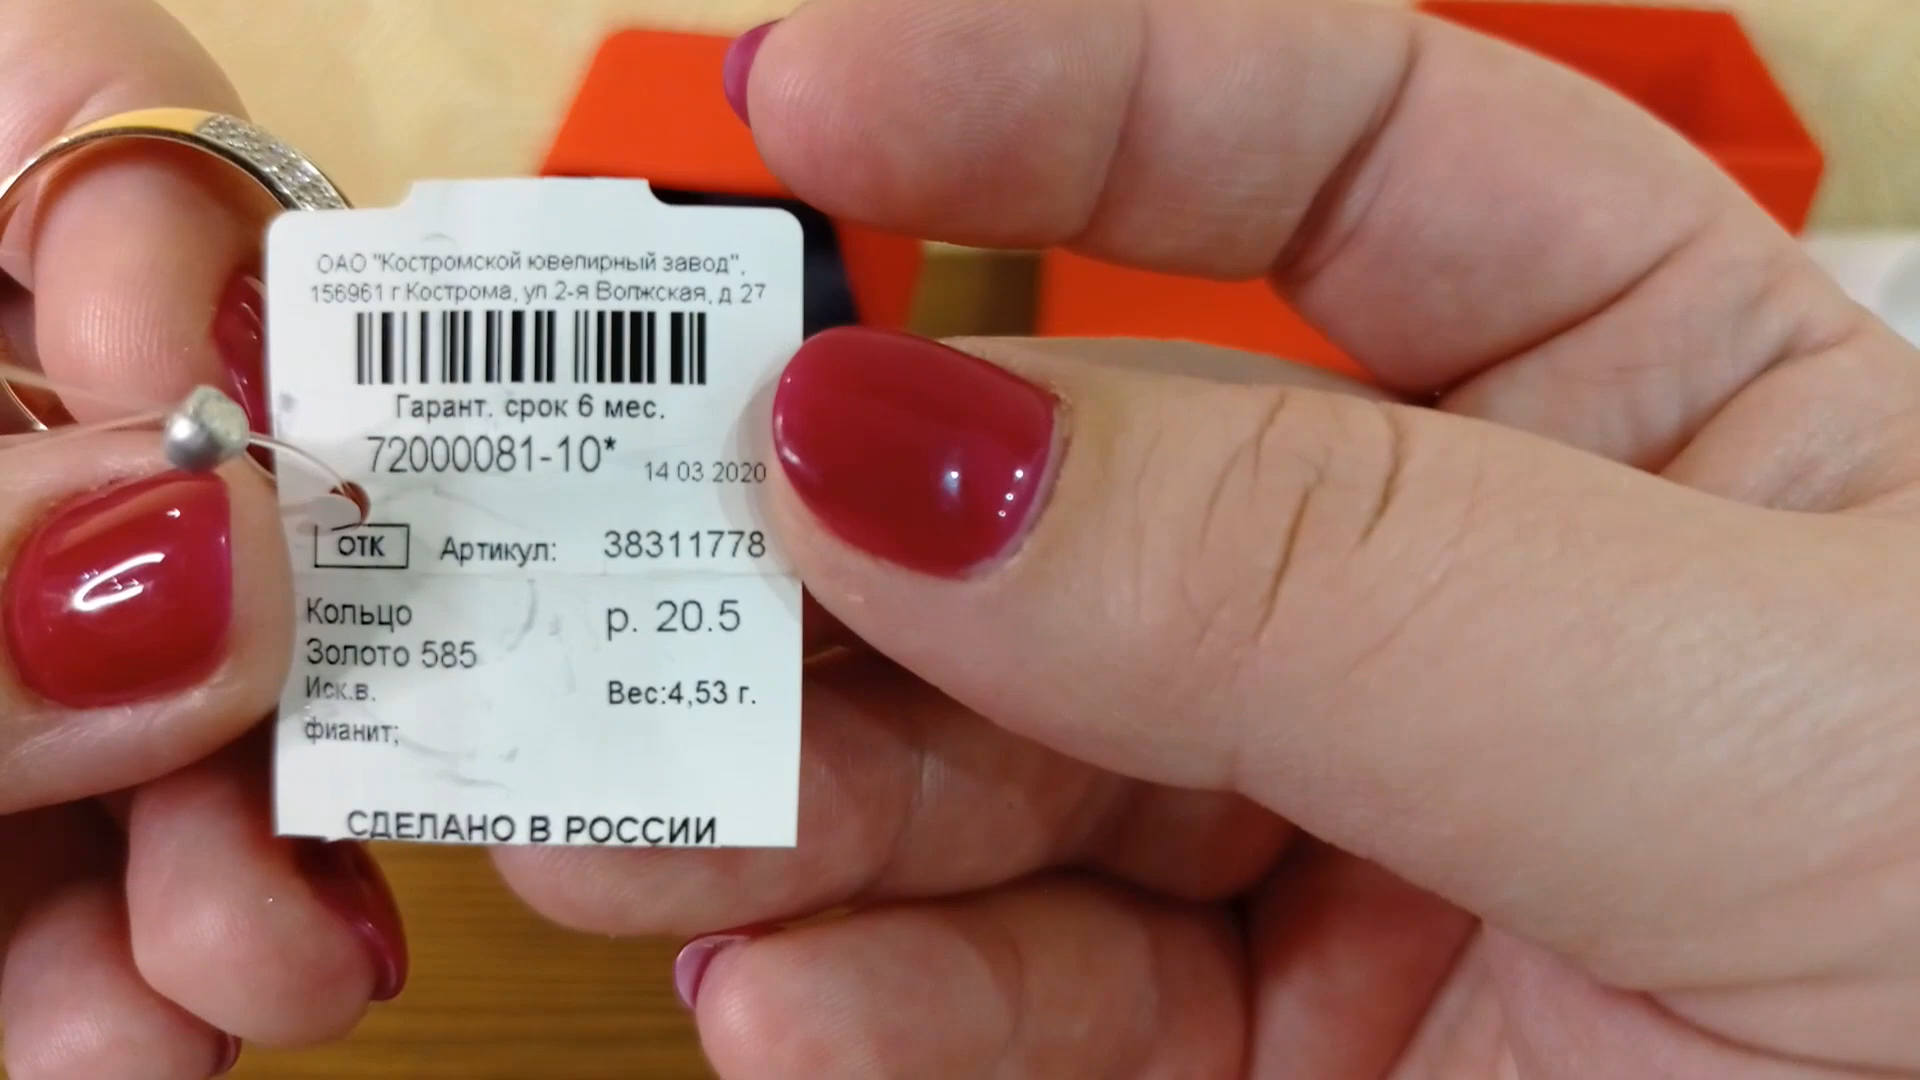 ОАО "Костромской ювелирный завод",
156961 г.Кострома, ул 2-я Волжская, д 27
Гарант. срок 6 мес.
72000081-10*
14 03.2020
ОТК Артикул: 38311778
Кольцо р. 20.5
Золото 585
Иск.в. Вес:4,53 г.
фианит;
СДЕЛАНО В РОССИИ